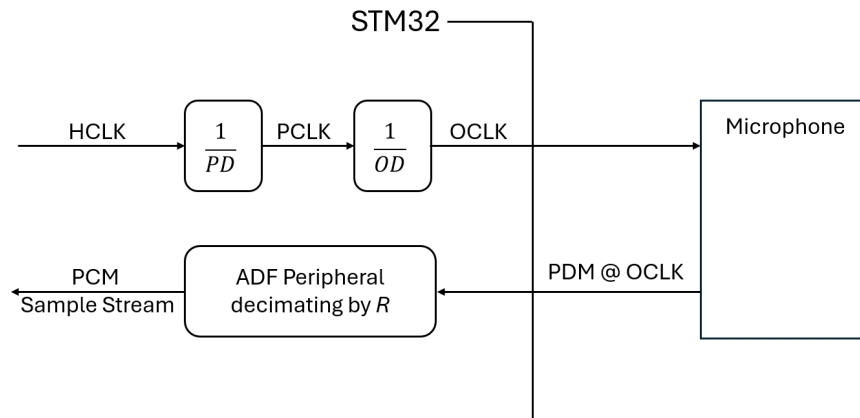 STM32
HCLK
1
PD
PCLK
1
OD
OCLK
Microphone
PCM
Sample Stream
ADF Peripheral
decimating by R
PDM @ OCLK